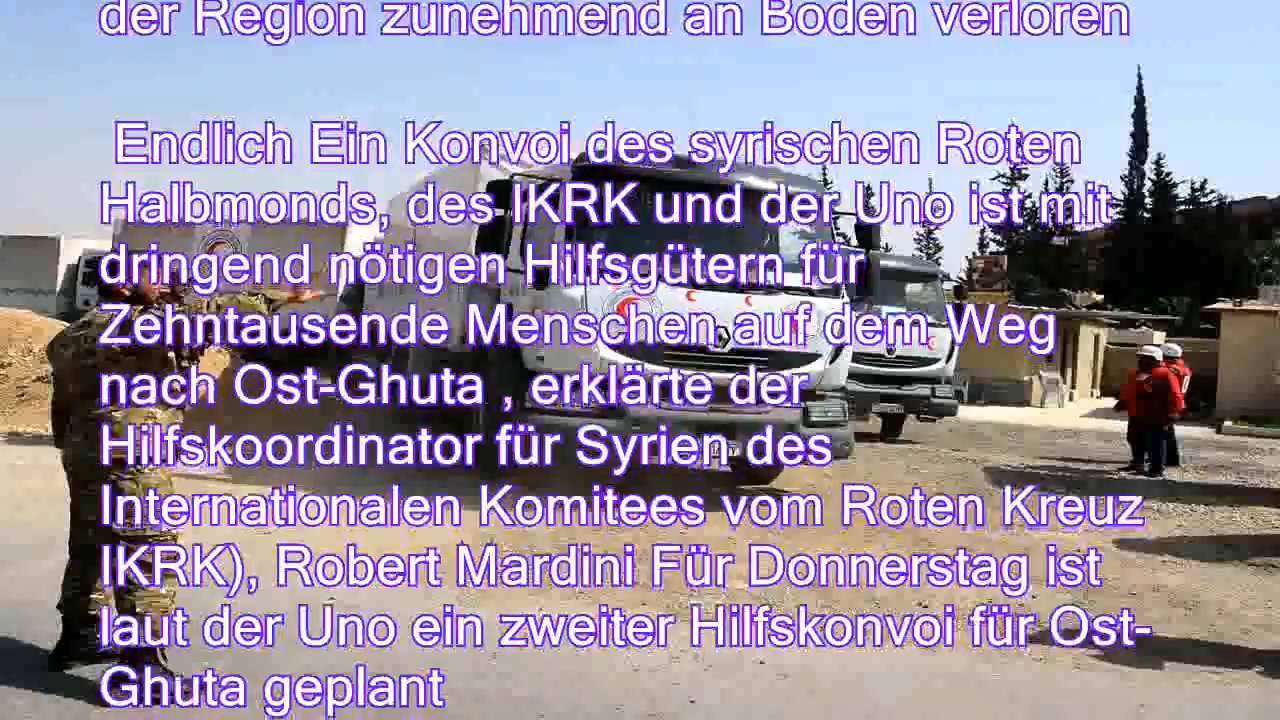 der Region zunehmend an Boden verloren
Endlich Ein Konvoi des syrischen Roten
Halbmonds, des IKRK und der Uno ist mit
dringend nötigen Hilfsgütern für
Zehntausende Menschen auf dem Weg
nach Ost-Ghuta , erklärte der
Hilfskoordinator für Syrien des
Internationalen Komitees vom Roten Kreuz
IKRK), Robert Mardini Für Donnerstag ist
laut der Uno ein zweiter Hilfskonvoi für Ost-
Ghuta geplant